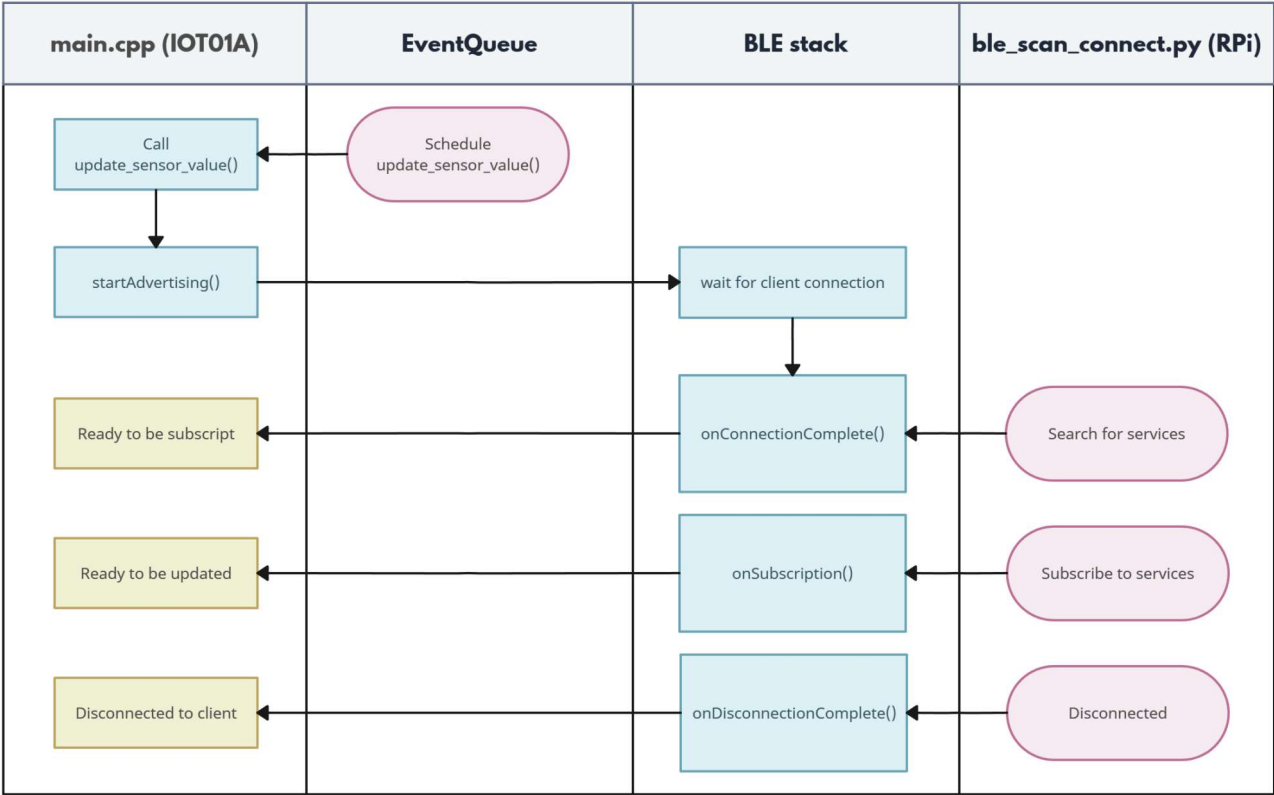 main.cpp (IOT01A)
EventQueue
BLE stack
ble_scan_connect.py (RPi)
Call
update_sensor_value()
Schedule
update_sensor_value()
startAdvertising()
wait for client connection
Ready to be subscript
onConnectionComplete()
Search for services
Ready to be updated
onSubscription()
Subscribe to services
Disconnected to client
onDisconnectionComplete()
Disconnected